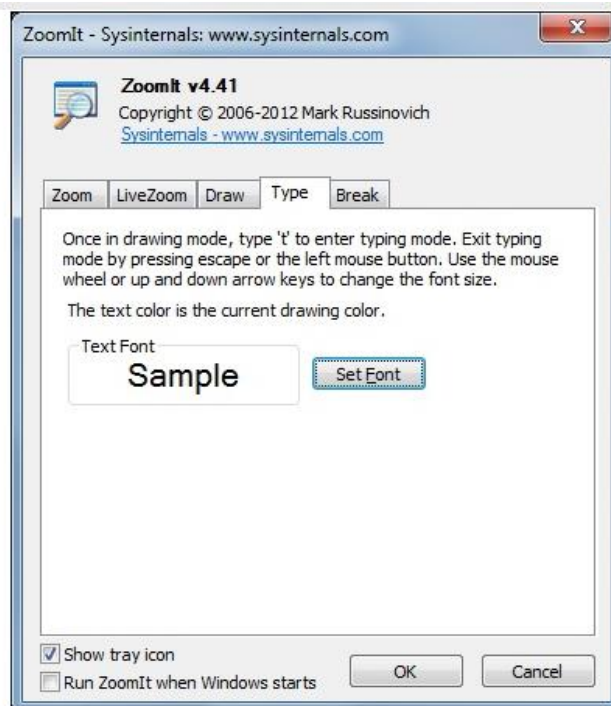 ZoomIt - Sysinternals: www.sysinternals.com
ZoomIt v4.41
Copyright © 2006-2012 Mark Russinovich
Sysinternals - www.sysinternals.com
Zoom LiveZoom Draw Type Break
Once in drawing mode, type 't' to enter typing mode. Exit typing
mode by pressing escape or the left mouse button. Use the mouse
wheel or up and down arrow keys to change the font size.
The text color is the current drawing color.
Text Font
Sample
Set Font
Show tray icon
Run ZoomIt when Windows starts
OK
Cancel